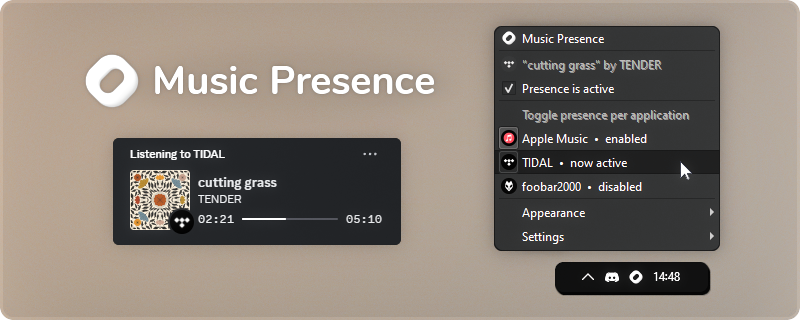 Music Presence
Listening to TIDAL
cutting grass
TENDER
02:21
05:10
Music Presence
"cutting grass" by TENDER
Presence is active
Toggle presence per application
Apple Music • enabled
TIDAL • now active
foobar2000 • disabled
Appearance
Settings
14:48